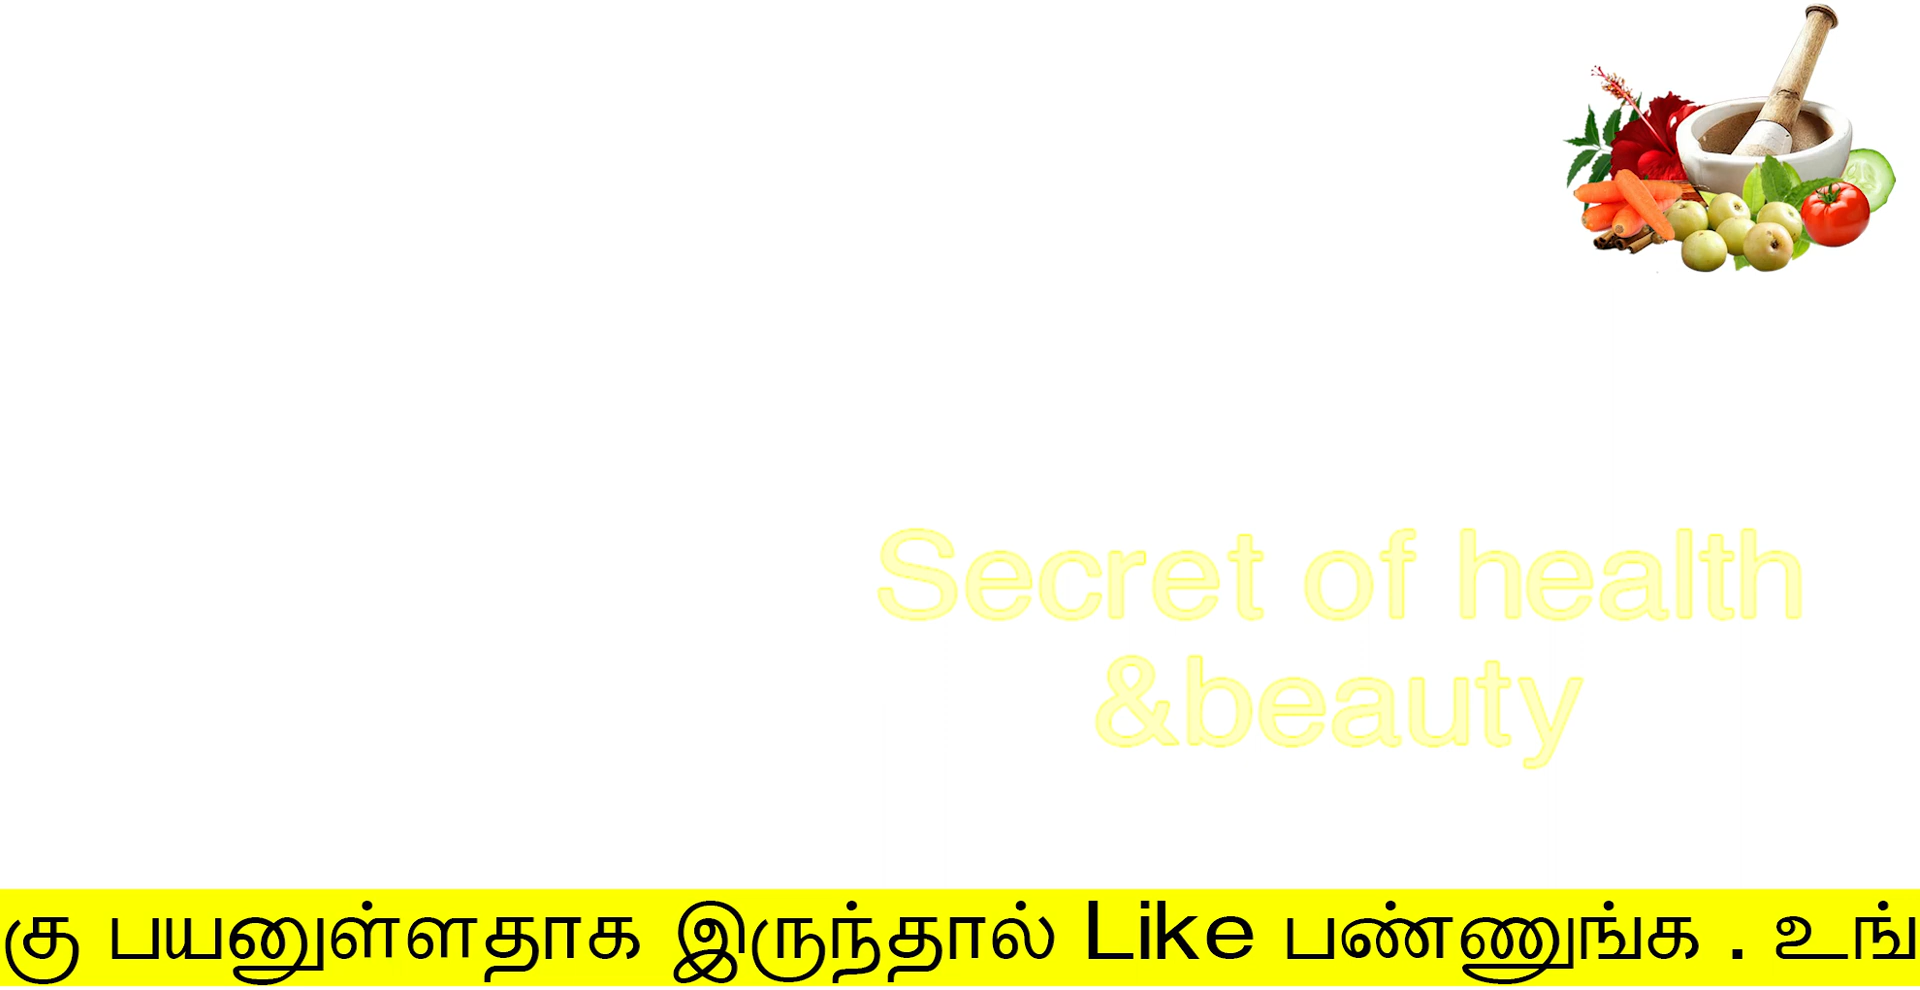 Secret of health
&beauty
கு பயனுள்ளதாக இருந்தால் Like பண்ணுங்க . உங்